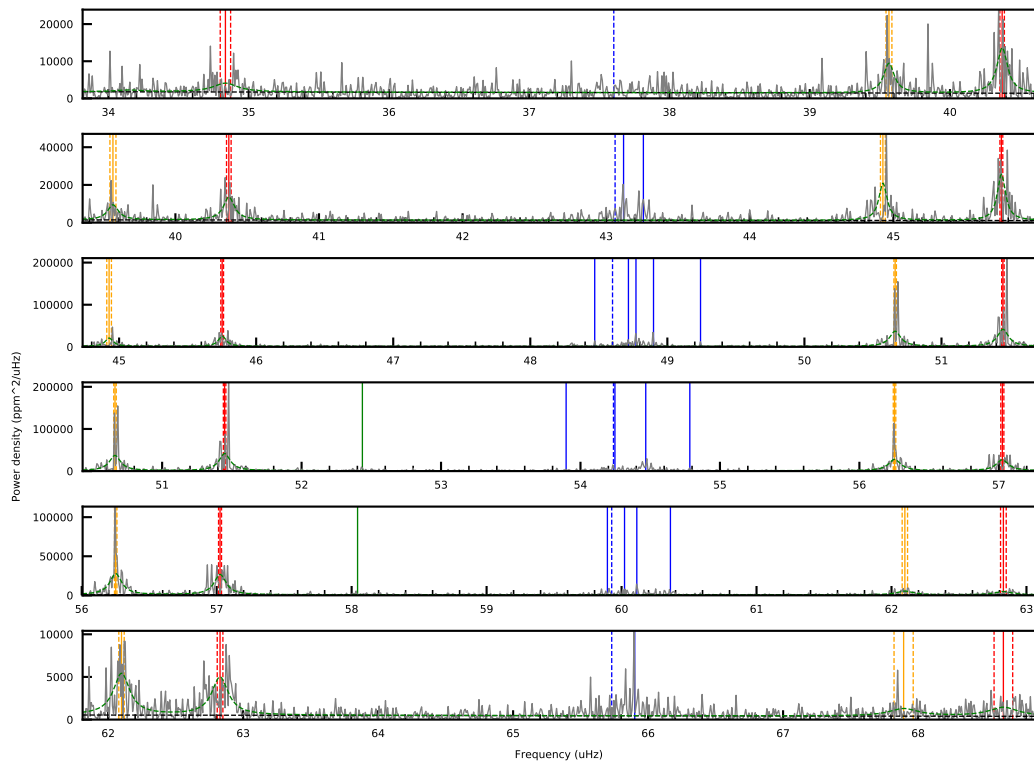 20000
10000
0
34 35 36 37 38 39 40
40000
20000
0
40 41 42 43 44 45
200000
100000
0
45 46 47 48 49 50 51
Power density (ppm^2/uHz)
200000
100000
0
51 52 53 54 55 56 57
100000
50000
0
56 57 58 59 60 61 62 63
10000
5000
0
62 63 64 65 66 67 68
Frequency (uHz)